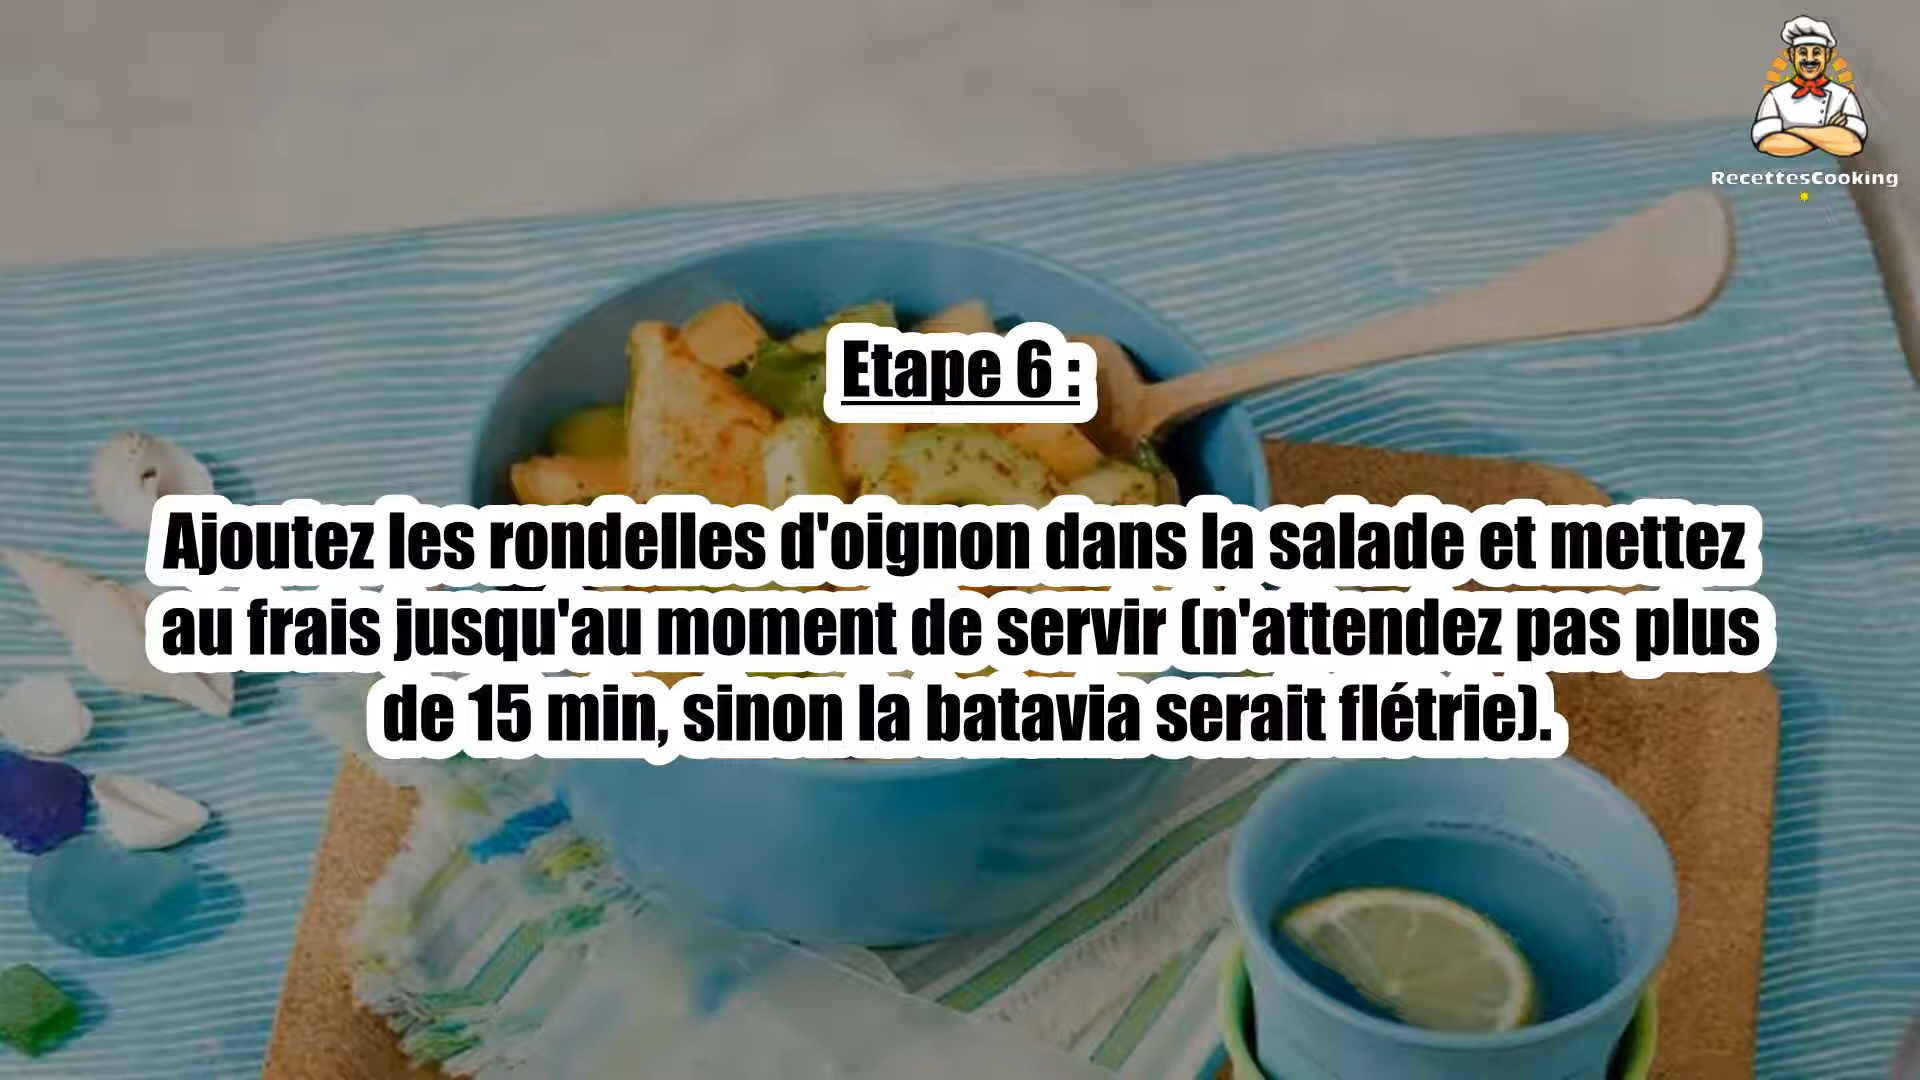 RecettesCooking
Etape 6 :
Ajoutez les rondelles d'oignon dans la salade et mettez
au frais jusqu'au moment de servir (n'attendez pas plus
de 15 min, sinon la batavia serait flétrie).